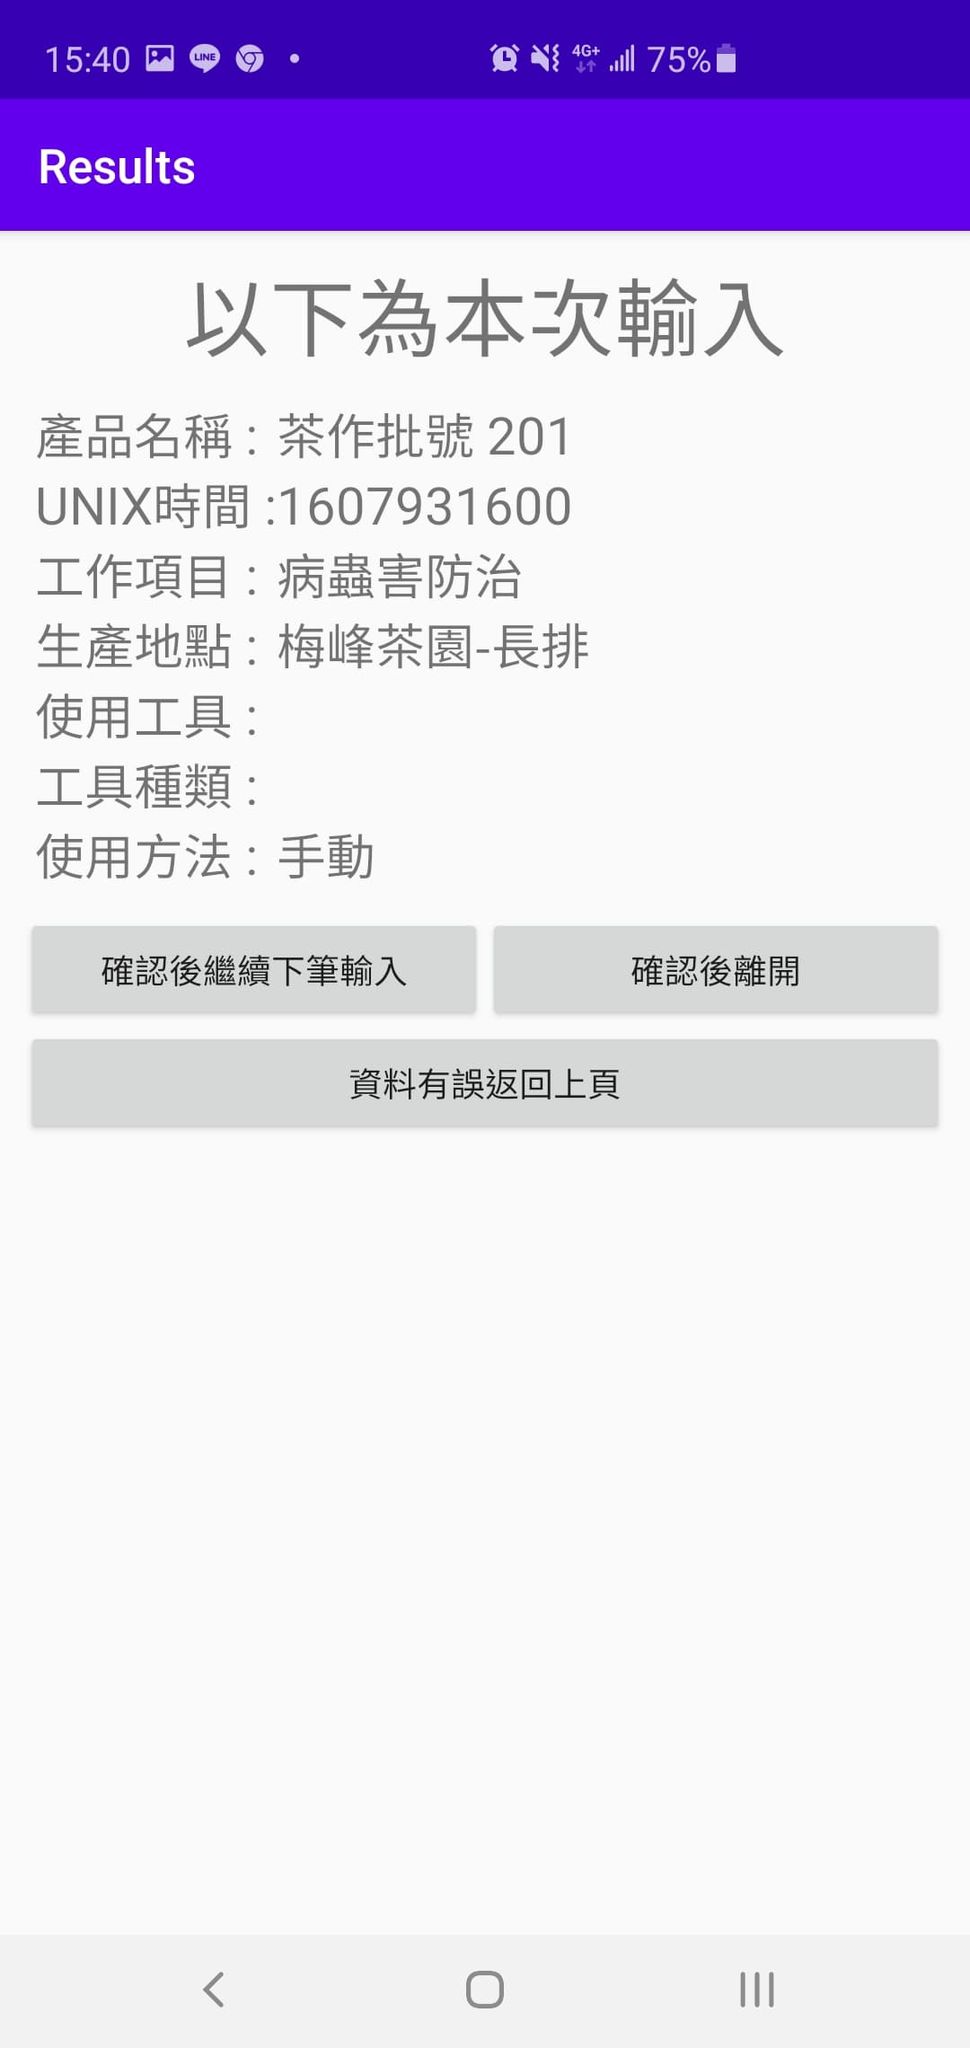 15:40 LINE 4G+ 75%
Results
以下為本次輸入
產品名稱 : 茶作批號 201
UNIX時間 :1607931600
工作項目 : 病蟲害防治
生產地點 : 梅峰茶園-長排
使用工具 :
工具種類 :
使用方法 : 手動
確認後繼續下筆輸入
確認後離開
資料有誤返回上頁